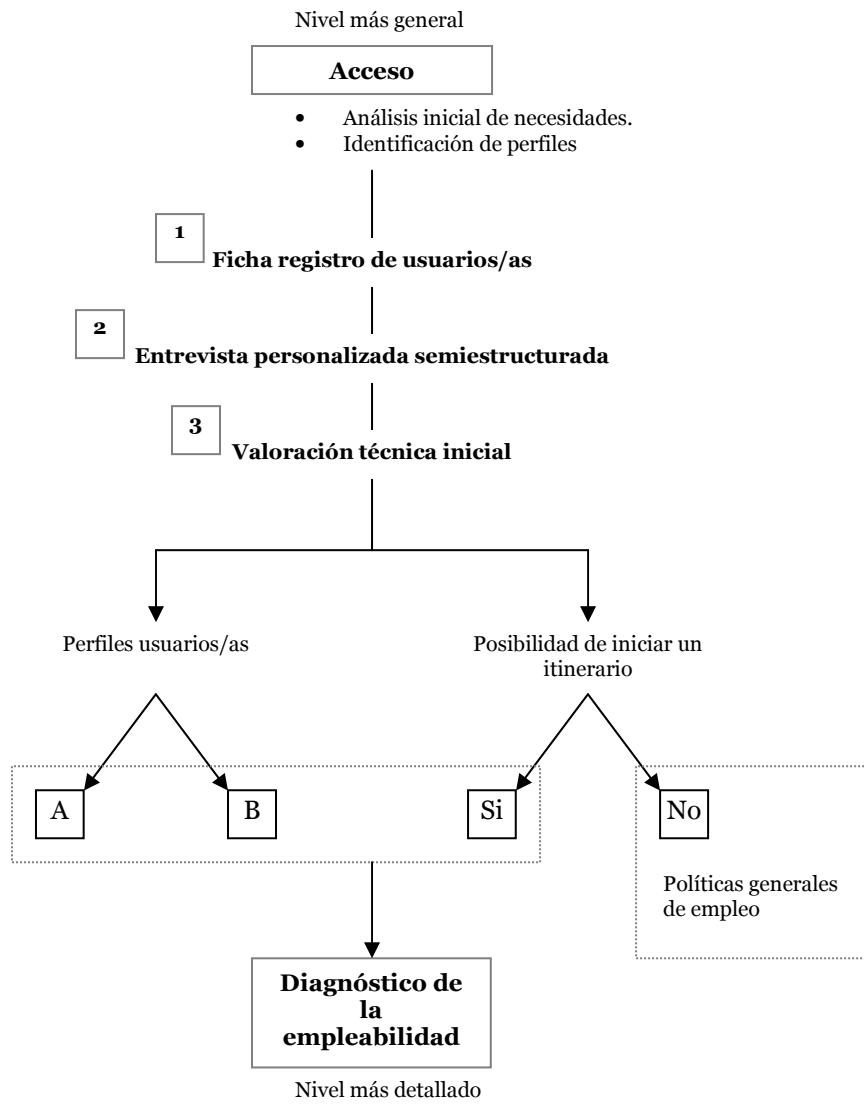 Nivel más general
Acceso
• Análisis inicial de necesidades.
• Identificación de perfiles
1
Ficha registro de usuarios/as
2
Entrevista personalizada semiestructurada
3
Valoración técnica inicial
Perfiles usuarios/as
Posibilidad de iniciar un
itinerario
A
B
Si
No
Políticas generales
de empleo
Diagnóstico de
la
empleabilidad
Nivel más detallado